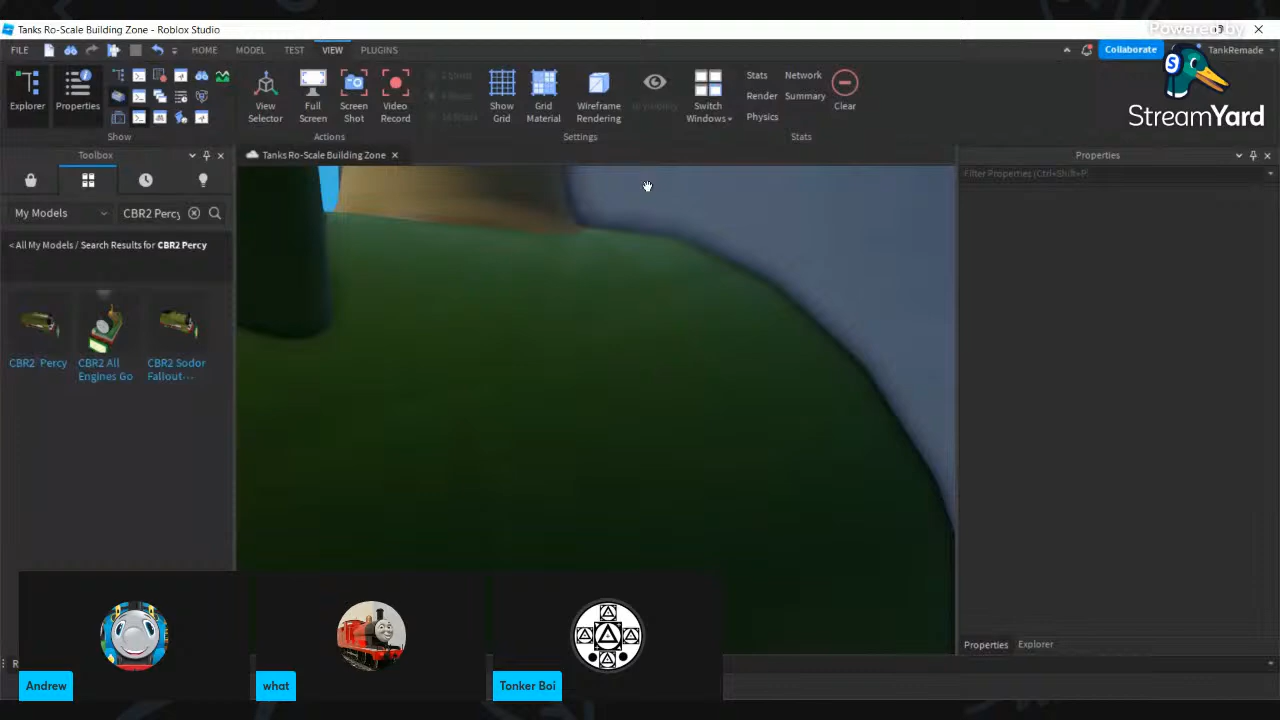 Tanks Ro-Scale Building Zone - Roblox Studio
Powered by
FILE
HOME
MODEL
TEST
VIEW
PLUGINS
Collaborate
TankRemade
StreamYard
Explorer
Properties
Show
View Selector
Full Screen
Screen Shot
Video Record
Actions
Show Grid
Grid Material
Wireframe Rendering
Switch Windows
Settings
Stats
Network
Render
Summary
Physics
Clear
Stats
Toolbox
Tanks Ro-Scale Building Zone
Properties
Filter Properties (Ctrl+Shift+P)
My Models
CBR2 Percy
< All My Models / Search Results for CBR2 Percy
CBR2 Percy
CBR2 All Engines Go
CBR2 Sodor Fallout...
Properties
Explorer
Andrew
what
Tonker Boi